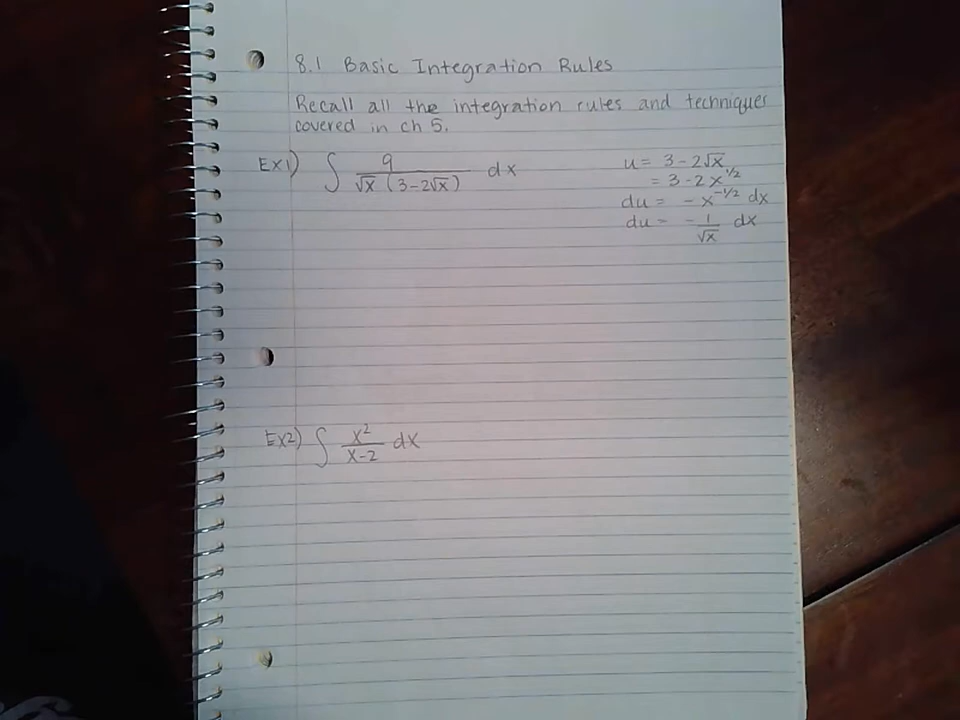 8.1 Basic Integration Rules
Recall all the integration rules and techniques
covered in ch 5.
Ex1) ∫ 9 / √x (3-2√x) dx
u = 3-2√x
= 3-2x^1/2
du = -x^-1/2 dx
du = -1/√x dx
Ex2) ∫ x²/x-2 dx